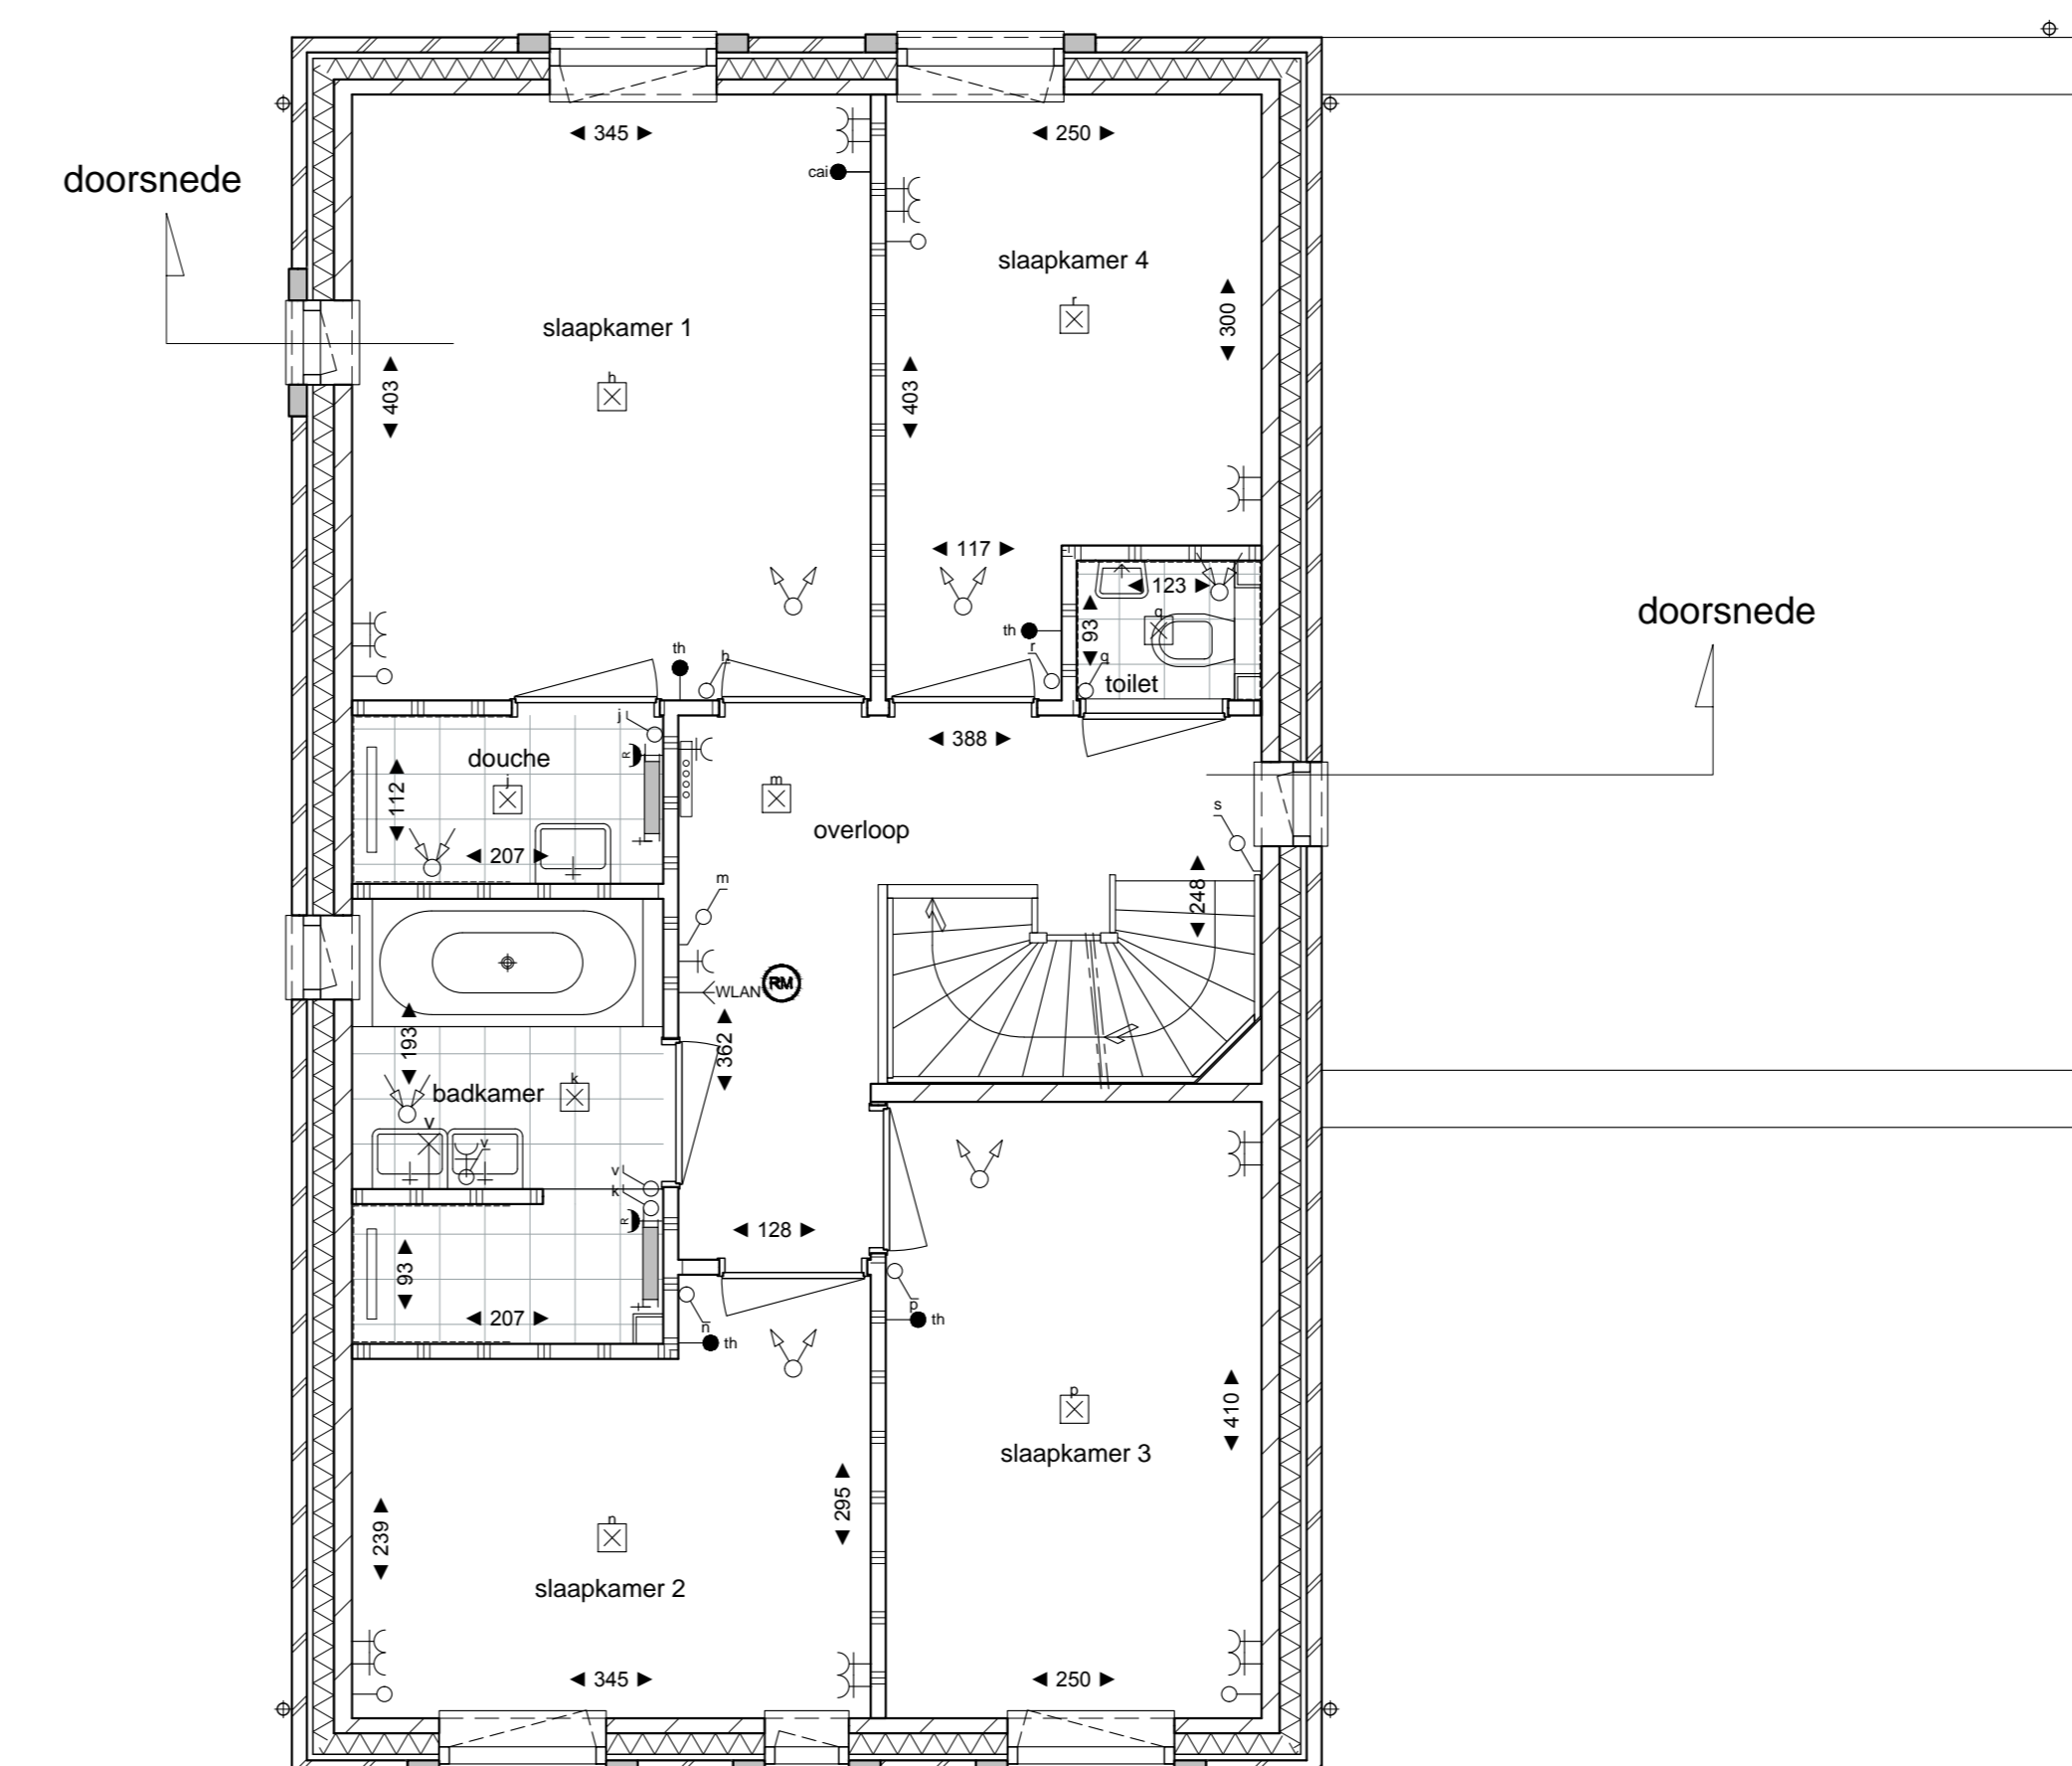 ◄ 345 ►
◄ 250 ►
cai
doorsnede
slaapkamer 4
r
◄ 300 ►
slaapkamer 1
h
◄ 403 ►
◄ 403 ►
◄ 117 ►
◄ 123 ►
◄ 93 ►
q
doorsnede
th
th
h
r
q
toilet
j
R
douche
j
◄ 112 ►
◄ 207 ►
◄ 388 ►
m
overloop
s
◄ 248 ►
m
WLAN
RM
◄ 362 ►
◄ 193 ►
badkamer
k
v
v
v
k
R
◄ 93 ►
◄ 207 ►
◄ 128 ►
n
th
p
th
p
slaapkamer 3
◄ 410 ►
◄ 295 ►
◄ 239 ►
n
slaapkamer 2
◄ 345 ►
◄ 250 ►